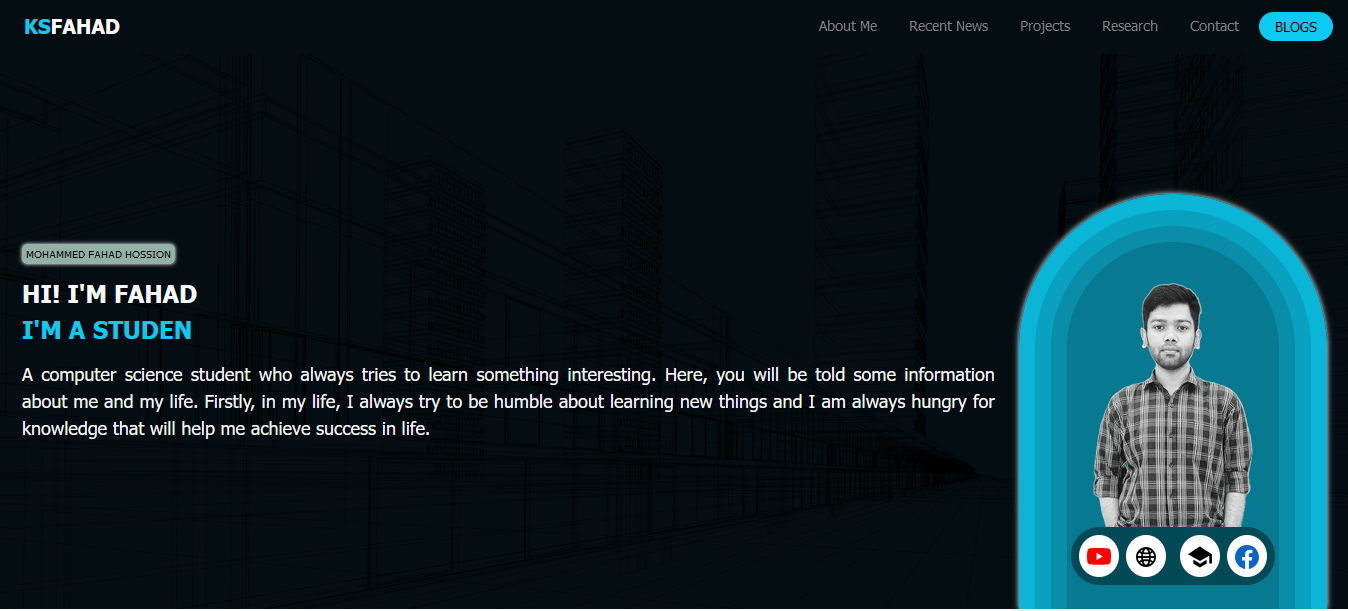 KSFAHAD
About Me
Recent News
Projects
Research
Contact
BLOGS
MOHAMMED FAHAD HOSSION
HI! I'M FAHAD
I'M A STUDEN
A computer science student who always tries to learn something interesting. Here, you will be told some information
about me and my life. Firstly, in my life, I always try to be humble about learning new things and I am always hungry for
knowledge that will help me achieve success in life.